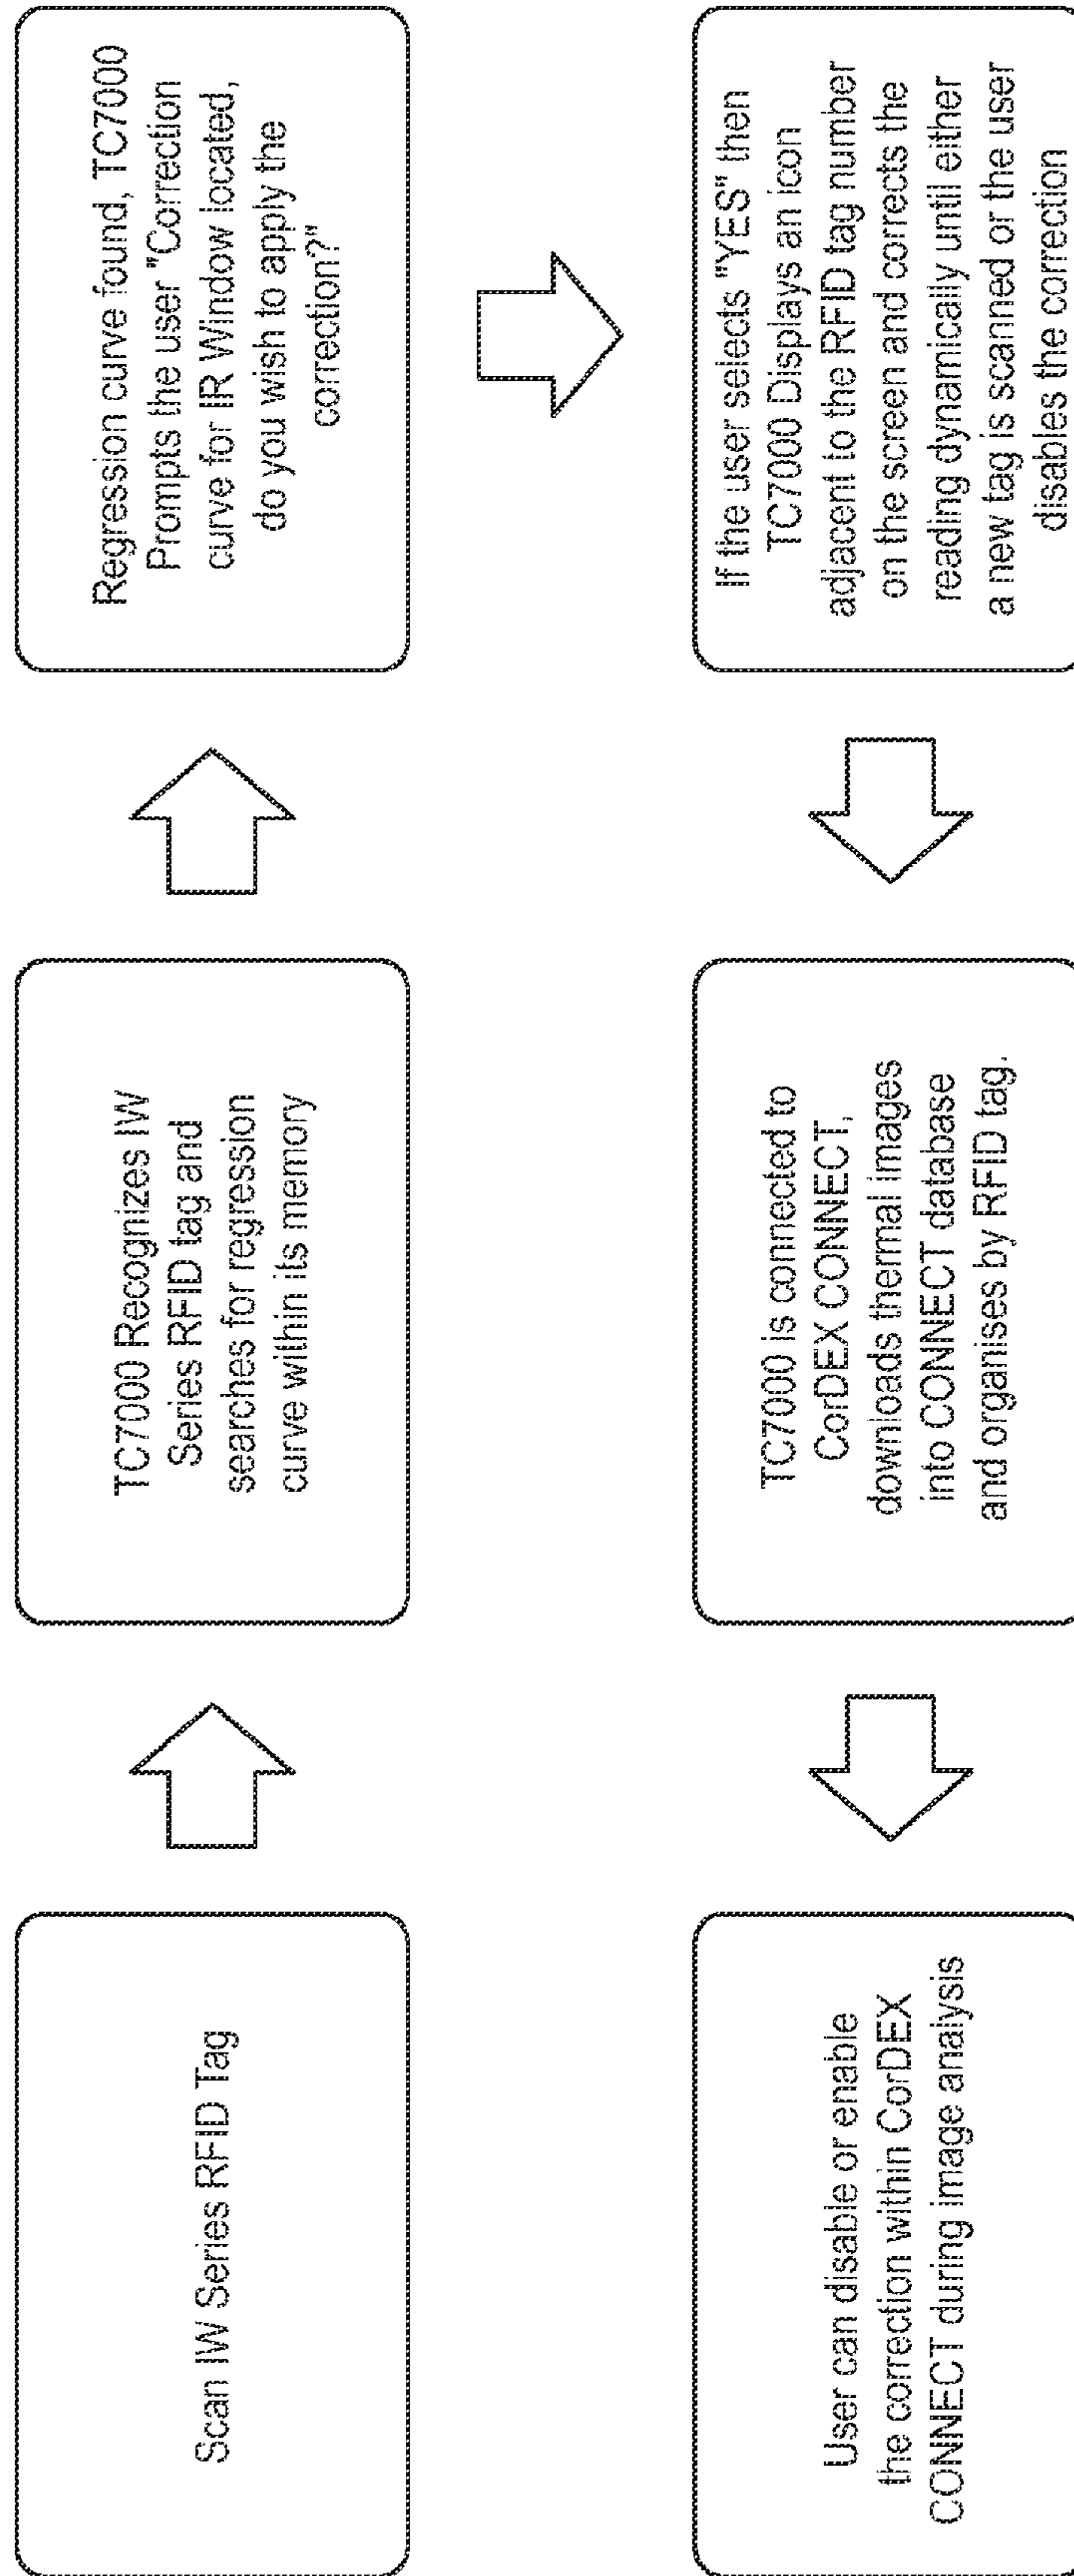 Scan IW Series RFID Tag
TC7000 Recognizes IW
Series RFID tag and
searches for regression
curve within its memory
Regression curve found, TC7000
Prompts the user "Correction
curve for IR Window located,
do you wish to apply the
correction?"
If the user selects "YES" then
TC7000 Displays an icon
adjacent to the RFID tag number
on the screen and corrects the
reading dynamically until either
a new tag is scanned or the user
disables the correction
TC7000 is connected to
CorDEX CONNECT,
downloads thermal images
into CONNECT database
and organises by RFID tag.
User can disable or enable
the correction within CorDEX
CONNECT during image analysis